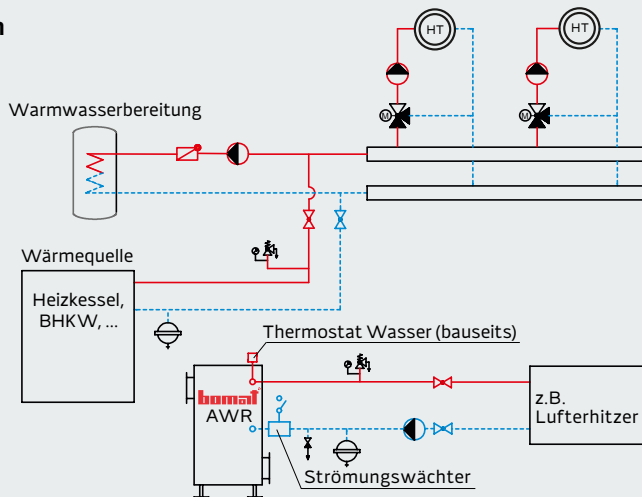 HT
HT
M
M
Warmwasserbereitung
Wärmequelle
Heizkessel,
BHKW, ...
Thermostat Wasser (bauseits)
bomat
AWR
z.B.
Lufterhitzer
Strömungswächter